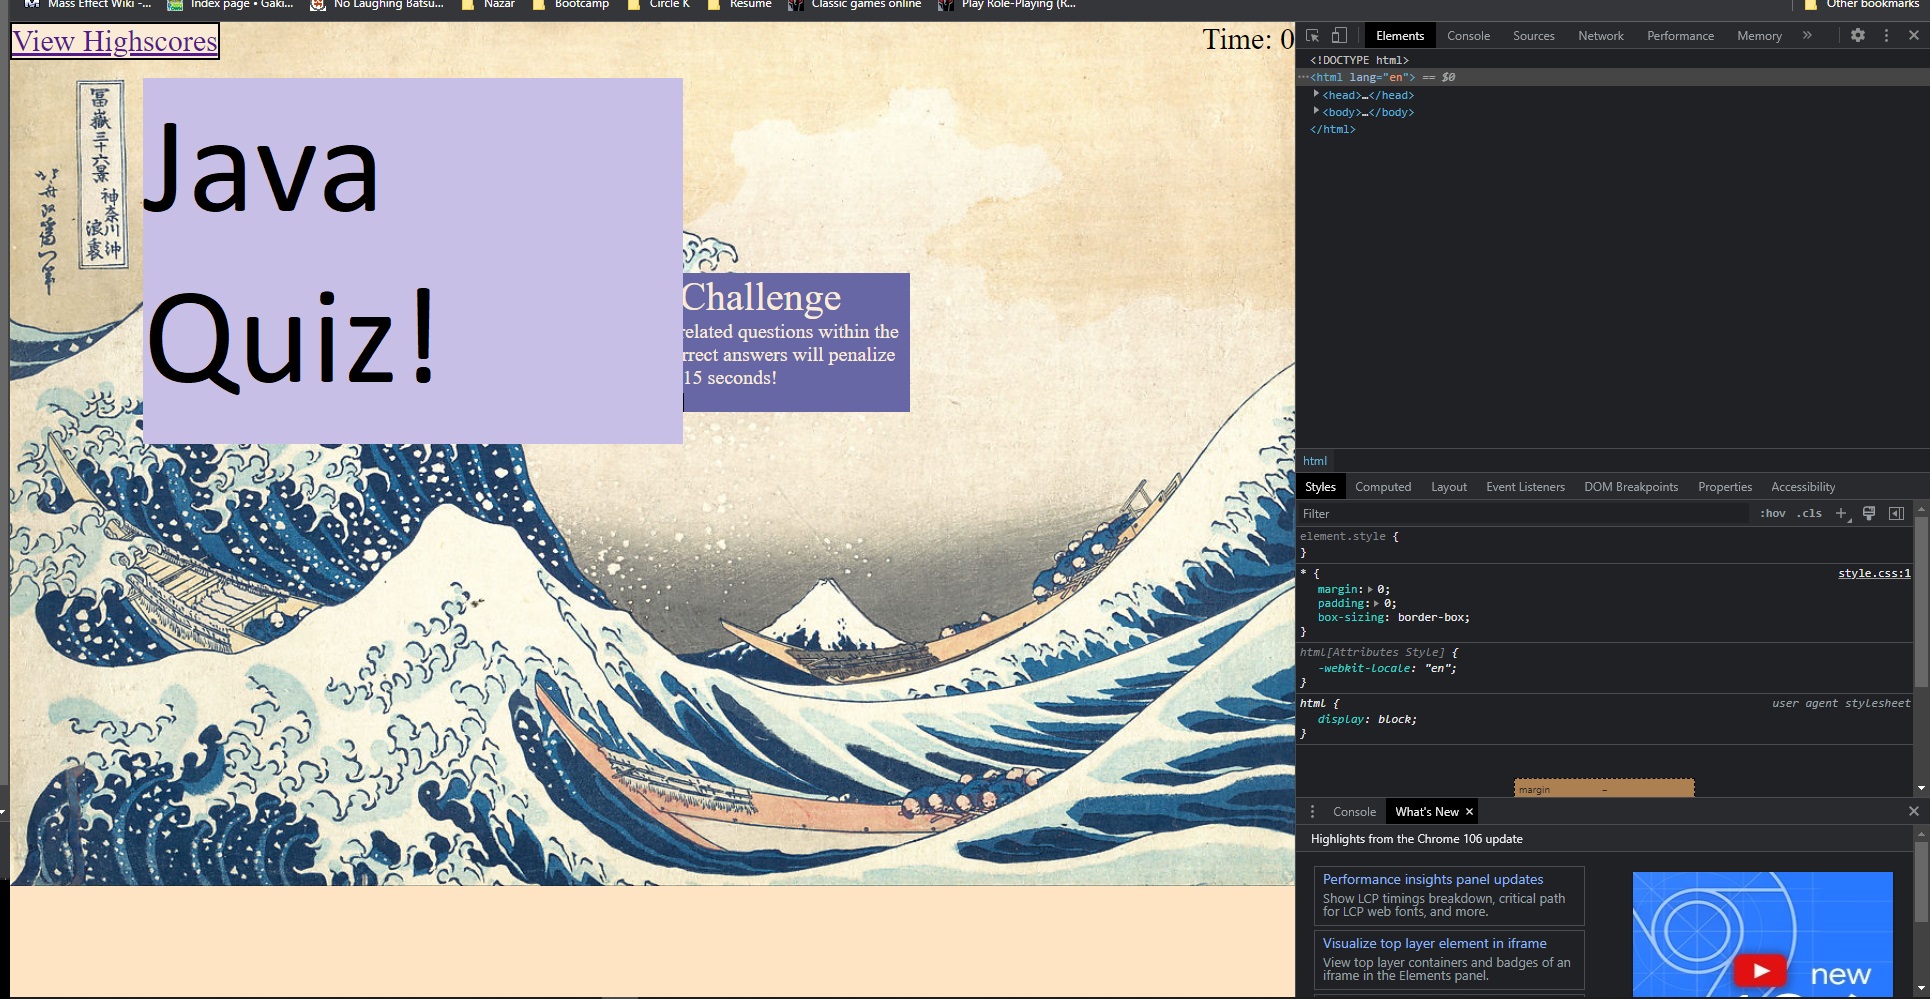 Mass Effect Wiki -...
Index page • Gaki...
No Laughing Batsu...
Nazar
Bootcamp
Circle K
Resume
Classic games online
Play Role-Playing (R...
Other bookmarks
View Highscores
Time: 0
冨嶽三十六景 神奈川沖
浪裏
Java
Quiz!
Challenge
related questions within the
rrect answers will penalize
15 seconds!
Elements Console Sources Network Performance Memory »
<!DOCTYPE html>
<html lang="en"> == $0
<head>…</head>
<body>…</body>
</html>
html
Styles Computed Layout Event Listeners DOM Breakpoints Properties Accessibility
Filter
:hov .cls +
element.style {
}
* {
style.css:1
margin: 0;
padding: 0;
box-sizing: border-box;
}
html[Attributes Style] {
-webkit-locale: "en";
}
html {
user agent stylesheet
display: block;
}
margin –
Console What's New ×
Highlights from the Chrome 106 update
Performance insights panel updates
Show LCP timings breakdown, critical path
for LCP web fonts, and more.
Visualize top layer element in iframe
View top layer containers and badges of an
iframe in the Elements panel.
new